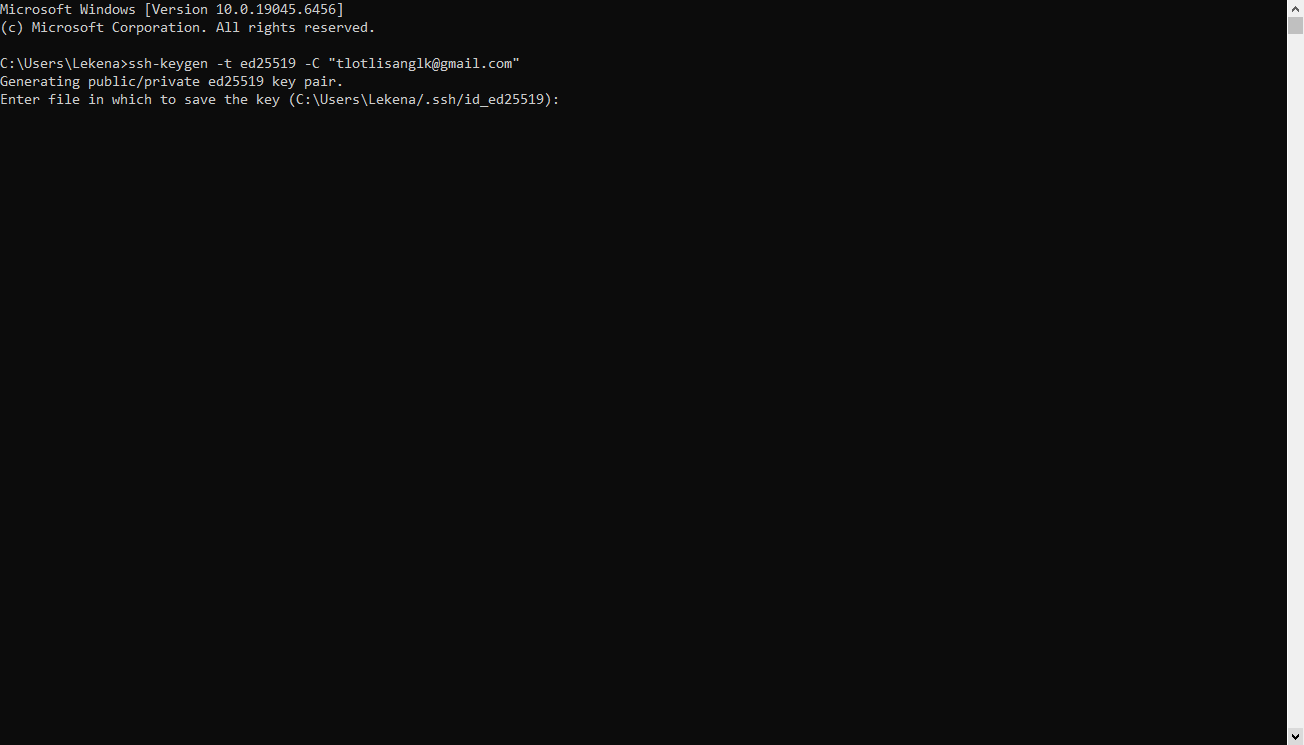 Microsoft Windows [Version 10.0.19045.6456]
(c) Microsoft Corporation. All rights reserved.
C:\Users\Lekena>ssh-keygen -t ed25519 -C "tlotlisanglk@gmail.com"
Generating public/private ed25519 key pair.
Enter file in which to save the key (C:\Users\Lekena/.ssh/id_ed25519):